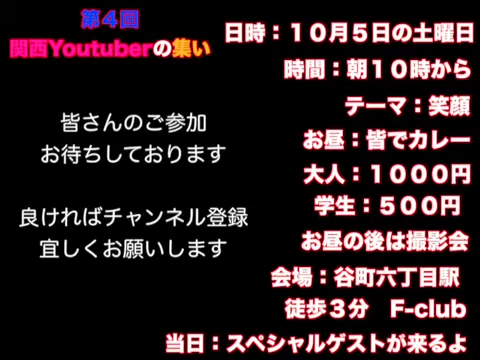 第４回
関西Youtuberの集い
皆さんのご参加
お待ちしております
良ければチャンネル登録
宜しくお願いします
日時：１０月５日の土曜日
時間：朝１０時から
テーマ：笑顔
お昼：皆でカレー
大人：１０００円
学生：５００円
お昼の後は撮影会
会場：谷町六丁目駅
徒歩３分　F-club
当日：スペシャルゲストが来るよ